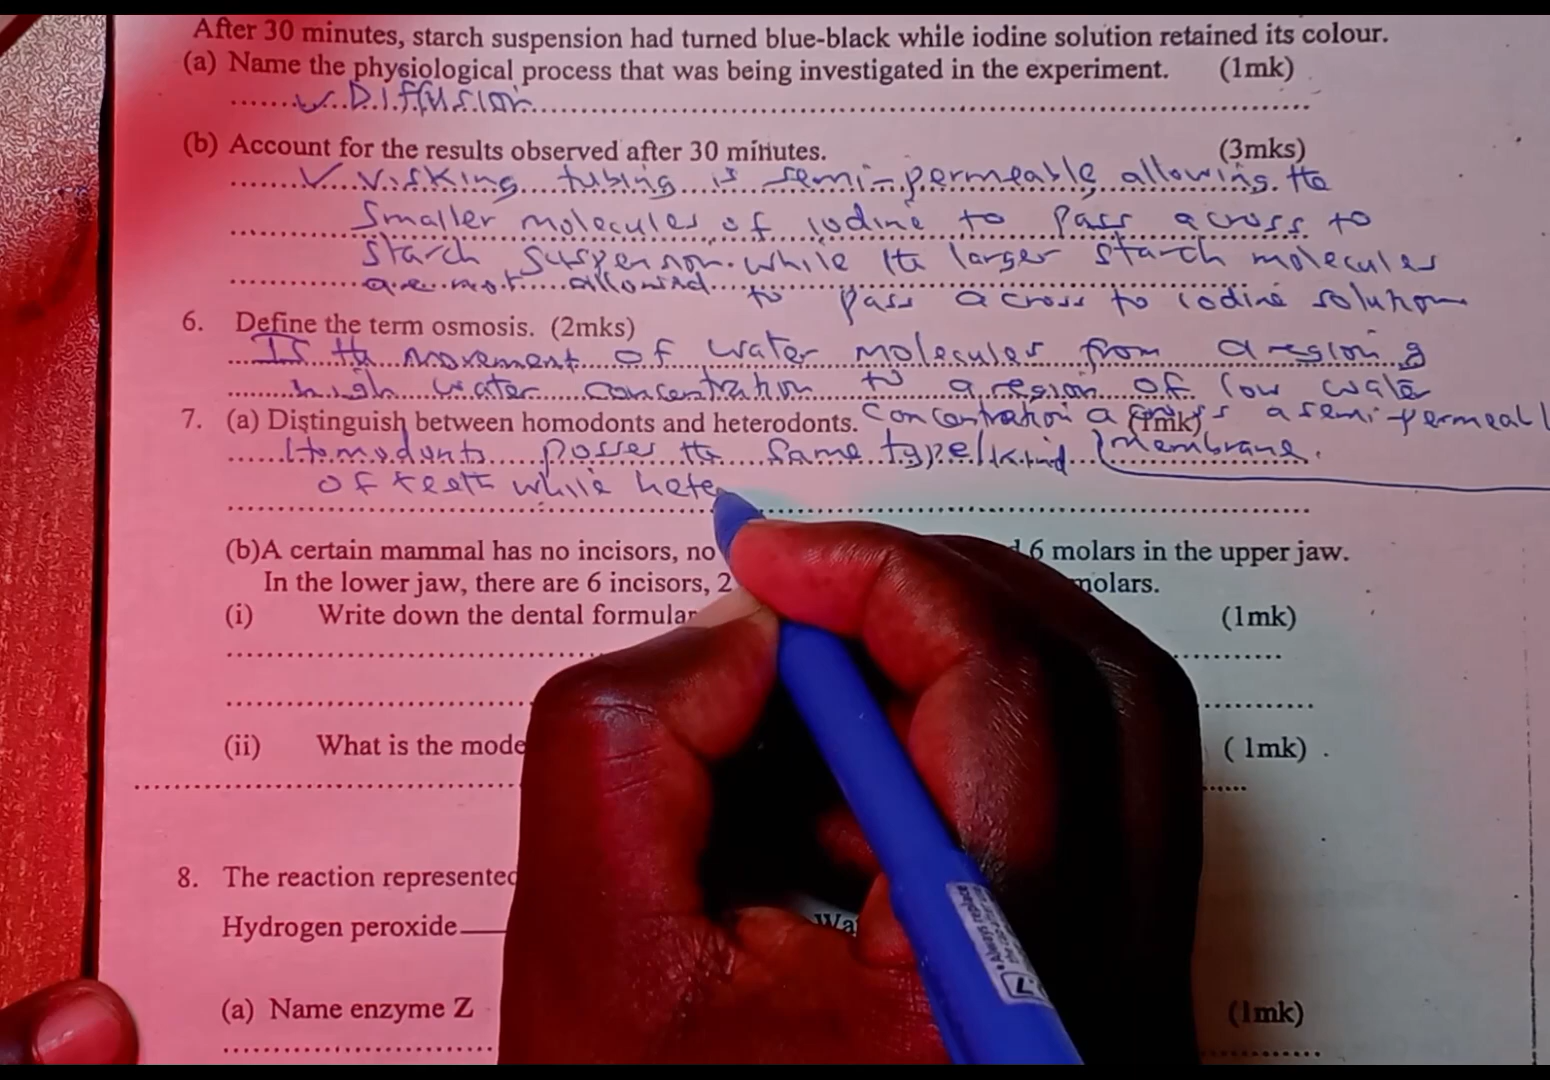 After 30 minutes, starch suspension had turned blue-black while iodine solution retained its colour.
(a) Name the physiological process that was being investigated in the experiment. (1mk)
Diffusion
(b) Account for the results observed after 30 minutes. (3mks)
Visking tubing is semi-permeable allowing the
smaller molecules of iodine to pass across to
starch suspension while the larger starch molecules
are not allowed to pass across to iodine solution
6. Define the term osmosis. (2mks)
Is the movement of water molecules from a region of
high water concentration to a region of low water
7. (a) Distinguish between homodonts and heterodonts. (1mk)
concentration a semi-permeabl
membrane.
Homodonts posses the same type/kind
of teeth while hete
(b)A certain mammal has no incisors, no 6 molars in the upper jaw.
In the lower jaw, there are 6 incisors, 2 molars.
(i) Write down the dental formular (1mk)
(ii) What is the mode (1mk) .
8. The reaction represented
Hydrogen peroxide Wa
(a) Name enzyme Z (1mk)
Always replace